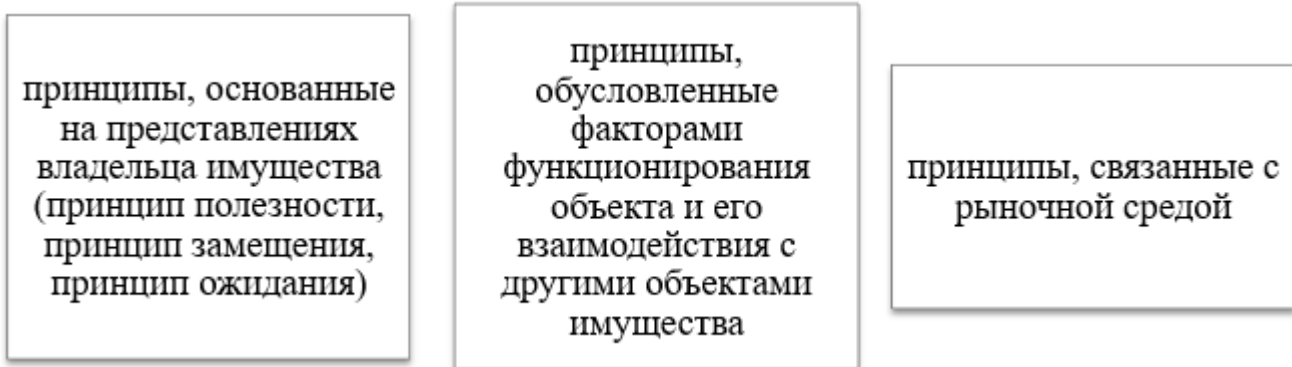 принципы, основанные
на представлениях
владельца имущества
(принцип полезности,
принцип замещения,
принцип ожидания)
принципы,
обусловленные
факторами
функционирования
объекта и его
взаимодействия с
другими объектами
имущества
принципы, связанные с
рыночной средой